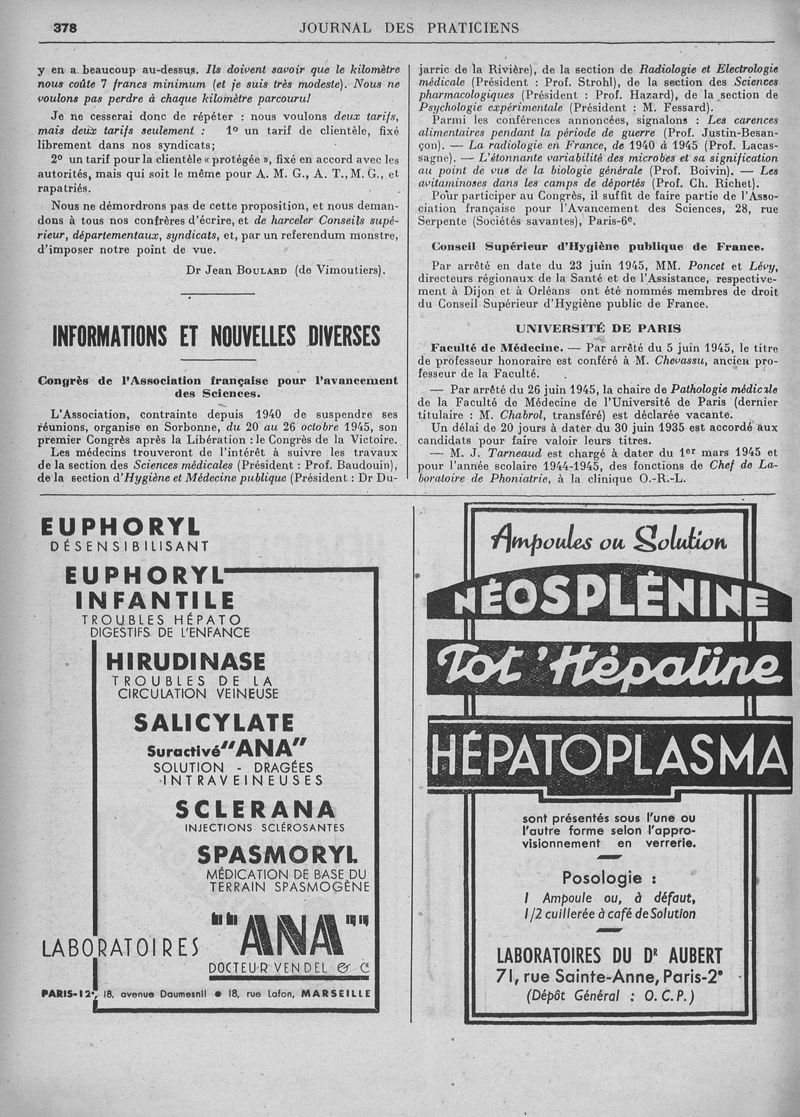 378
JOURNAL DES PRATICIENS
y en a beaucoup au-dessus. Ils doivent savoir que le kilomètre
nous coûte 7 francs minimum (et je suis très modeste). Nous ne
voulons pas perdre à chaque kilomètre parcouru!
Je ne cesserai donc de répéter : nous voulons deux tarifs,
mais deux tarifs seulement : 1º un tarif de clientèle, fixé
librement dans nos syndicats;
2º un tarif pour la clientèle « protégée », fixé en accord avec les
autorités, mais qui soit le même pour A. M. G., A. T., M. G., et
rapatriés.
Nous ne démordrons pas de cette proposition, et nous deman-
dons à tous nos confrères d'écrire, et de harceler Conseils supé-
rieur, départementaux, syndicats, et, par un referendum monstre,
d'imposer notre point de vue.
Dr Jean BOULARD (de Vimoutiers).
INFORMATIONS ET NOUVELLES DIVERSES
Congrès de l'Association française pour l'avancement
des Sciences.
L'Association, contrainte depuis 1940 de suspendre ses
réunions, organise en Sorbonne, du 20 au 26 octobre 1945, son
premier Congrès après la Libération : le Congrès de la Victoire.
Les médecins trouveront de l'intérêt à suivre les travaux
de la section des Sciences médicales (Président : Prof. Baudouin),
de la section d'Hygiène et Médecine publique (Président : Dr Du-
jarric de la Rivière), de la section de Radiologie et Electrologie
médicale (Président : Prof. Strohl), de la section des Sciences
pharmacologiques (Président : Prof. Hazard), de la section de
Psychologie expérimentale (Président : M. Fessard).
Parmi les conférences annoncées, signalons : Les carences
alimentaires pendant la période de guerre (Prof. Justin-Besan-
çon). — La radiologie en France, de 1940 à 1945 (Prof. Lacas-
sagne). — L'étonnante variabilité des microbes et sa signification
au point de vue de la biologie générale (Prof. Boivin). — Les
avitaminoses dans les camps de déportés (Prof. Ch. Richet).
Pour participer au Congrès, il suffit de faire partie de l'Asso-
ciation française pour l'Avancement des Sciences, 28, rue
Serpente (Sociétés savantes), Paris-6e.
Conseil Supérieur d'Hygiène publique de France.
Par arrêté en date du 23 juin 1945, MM. Poncet et Lévy,
directeurs régionaux de la Santé et de l'Assistance, respective-
ment à Dijon et à Orléans ont été nommés membres de droit
du Conseil Supérieur d'Hygiène public de France.
UNIVERSITÉ DE PARIS
Faculté de Médecine. — Par arrêté du 5 juin 1945, le titre
de professeur honoraire est conféré à M. Chevassu, ancien pro-
fesseur de la Faculté.
— Par arrêté du 26 juin 1945, la chaire de Pathologie médicale
de la Faculté de Médecine de l'Université de Paris (dernier
titulaire : M. Chabrol, transféré) est déclarée vacante.
Un délai de 20 jours à dater du 30 juin 1935 est accordé aux
candidats pour faire valoir leurs titres.
— M. J. Tarneaud est chargé à dater du 1er mars 1945 et
pour l'année scolaire 1944-1945, des fonctions de Chef de La-
boratoire de Phoniatrie, à la clinique O.-R.-L.
EUPHORYL
DÉSENSIBILISANT
EUPHORYL
INFANTILE
TROUBLES HÉPATO
DIGESTIFS DE L'ENFANCE
HIRUDINASE
TROUBLES DE LA
CIRCULATION VEINEUSE
SALICYLATE
Suractivé "ANA"
SOLUTION - DRAGÉES
INTRAVEINEUSES
SCLERANA
INJECTIONS SCLÉROSANTES
SPASMORYL
MÉDICATION DE BASE DU
TERRAIN SPASMOGÈNE
LABORATOIRES "ANA"
DOCTEUR VENDEL & Cie
PARIS-12e, 18, avenue Daumesnil • 18, rue Lafon, MARSEILLE
Ampoules ou Solution
NÉOSPLÉNINE
Tot'Hépatine
HÉPATOPLASMA
sont présentés sous l'une ou
l'autre forme selon l'appro-
visionnement en verrerie.
Posologie :
1 Ampoule ou, à défaut,
1/2 cuillerée à café de Solution
LABORATOIRES DU DR AUBERT
71, rue Sainte-Anne, Paris-2e
(Dépôt Général : O.C.P.)